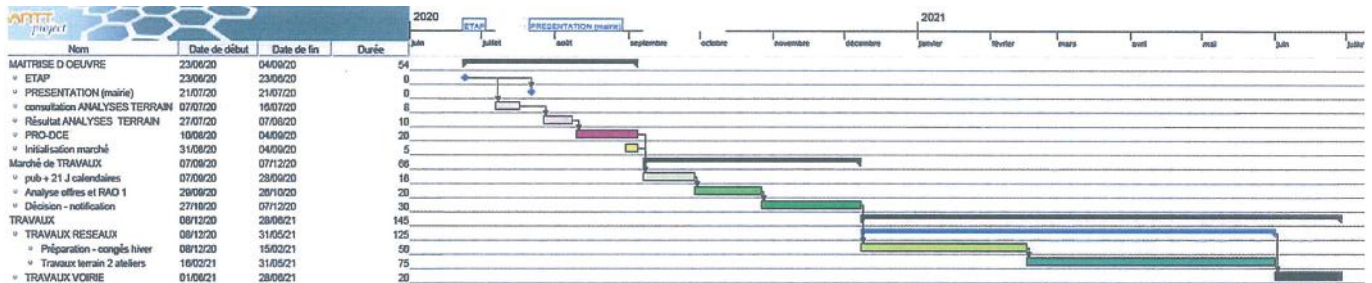 ARTT
project
2020
2021
ETAP
PRESENTATION (mairie)
juin juillet août septembre octobre novembre décembre janvier février mars avril mai juin juillet
Nom Date de début Date de fin Durée
MAITRISE D OEUVRE 23/06/20 04/09/20 54
ETAP 23/06/20 23/06/20 0
PRESENTATION (mairie) 21/07/20 21/07/20 0
consultation ANALYSES TERRAIN 07/07/20 16/07/20 8
Résultat ANALYSES TERRAIN 27/07/20 07/08/20 10
PRO-DCE 10/08/20 04/09/20 20
Initialisation marché 31/08/20 04/09/20 5
Marché de TRAVAUX 07/09/20 07/12/20 66
pub + 21 J calendaires 07/09/20 28/09/20 16
Analyse offres et RAO 1 29/09/20 26/10/20 20
Décision - notification 27/10/20 07/12/20 30
TRAVAUX 08/12/20 28/06/21 145
TRAVAUX RESEAUX 08/12/20 31/05/21 125
Préparation - congés hiver 08/12/20 15/02/21 50
Travaux terrain 2 ateliers 16/02/21 31/05/21 75
TRAVAUX VOIRIE 01/06/21 28/06/21 20